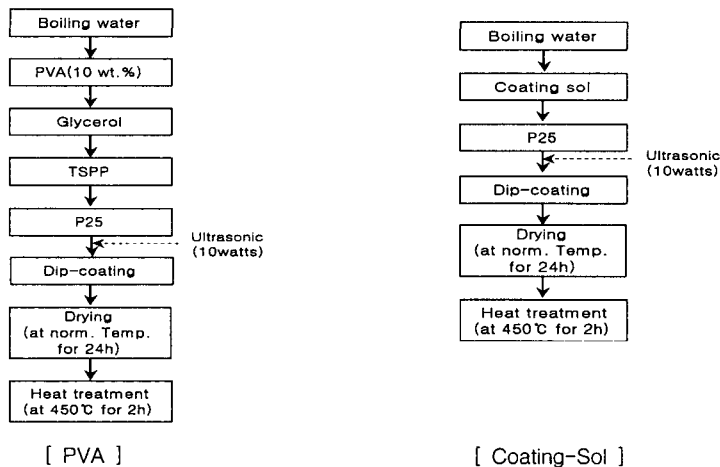 Boiling water
PVA(10 wt.%)
Glycerol
TSPP
P25
Ultrasonic
(10watts)
Dip-coating
Drying
(at norm. Temp.
for 24h)
Heat treatment
(at 450℃ for 2h)
[ PVA ]
Boiling water
Coating sol
P25
Ultrasonic
(10watts)
Dip-coating
Drying
(at norm. Temp.
for 24h)
Heat treatment
(at 450℃ for 2h)
[ Coating-Sol ]